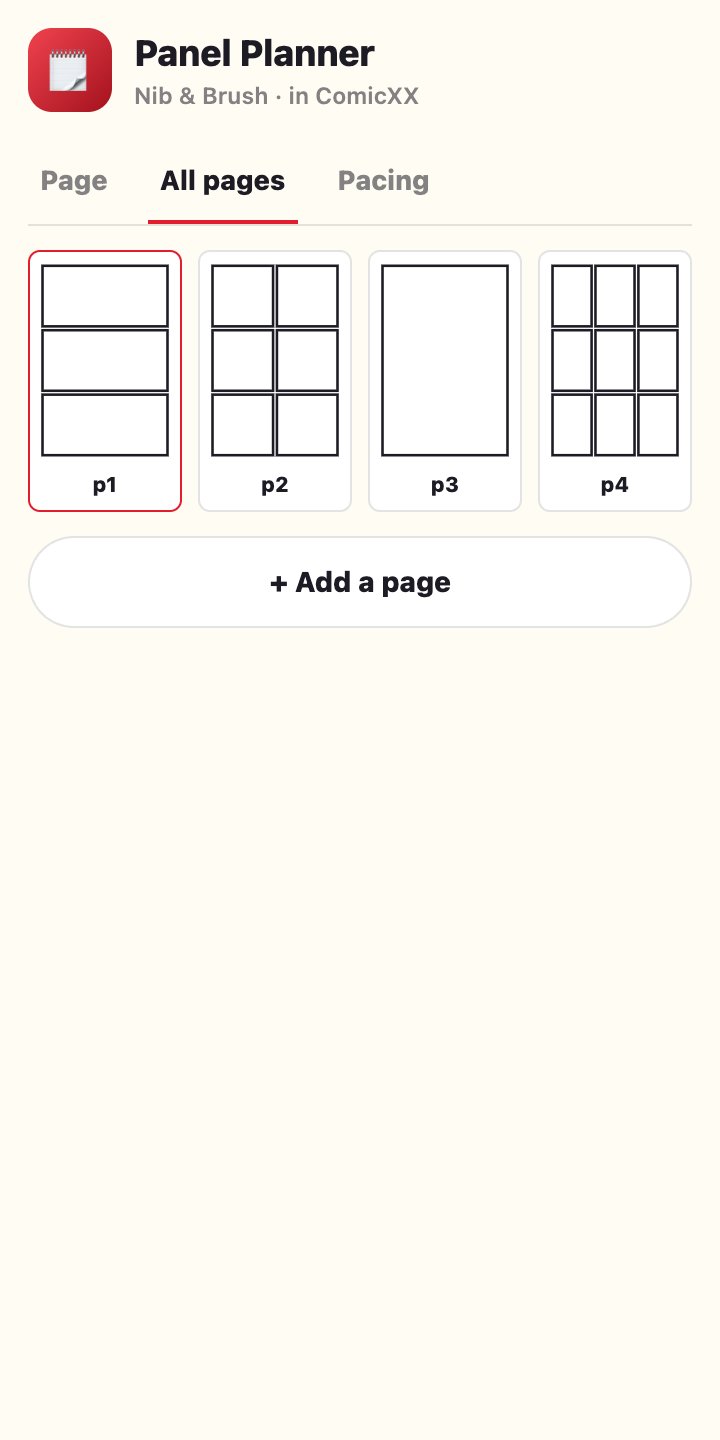 Panel Planner
Nib & Brush · in ComicXX
Page All pages Pacing
p1 p2 p3 p4
+ Add a page